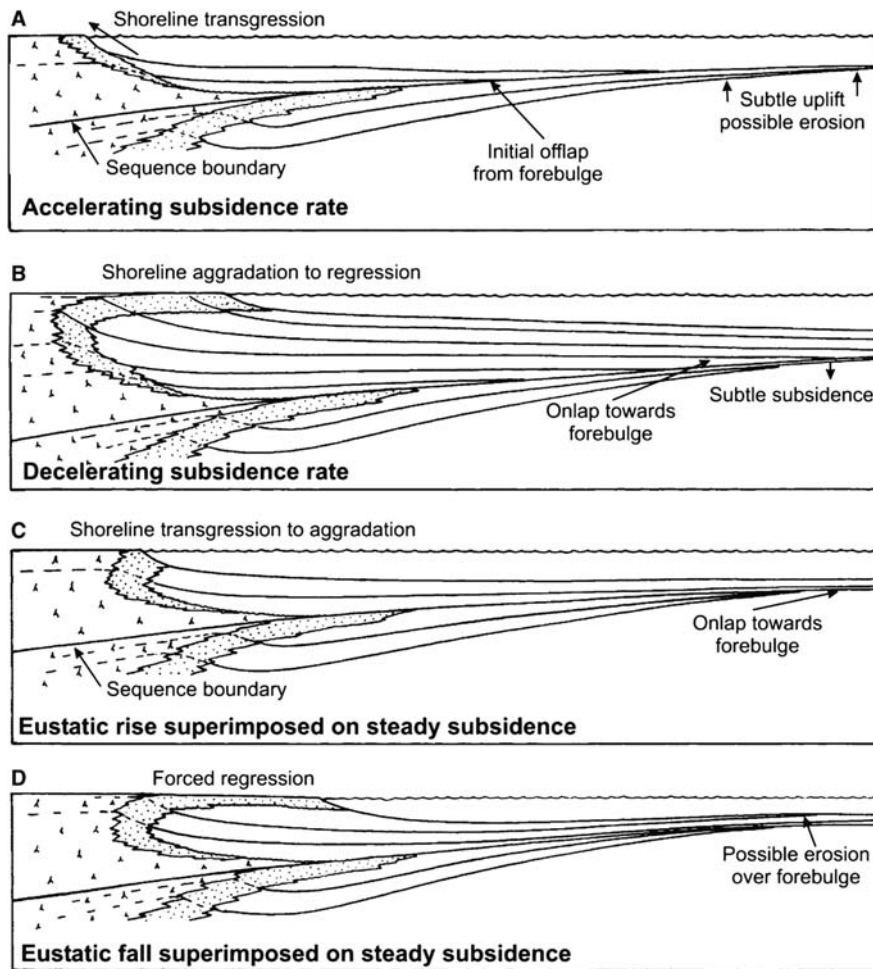 A
Shoreline transgression
Subtle uplift
possible erosion
Initial offlap
from forebulge
Sequence boundary
Accelerating subsidence rate
B
Shoreline aggradation to regression
Onlap towards
forebulge
Subtle subsidence
Decelerating subsidence rate
C
Shoreline transgression to aggradation
Onlap towards
forebulge
Sequence boundary
Eustatic rise superimposed on steady subsidence
D
Forced regression
Possible erosion
over forebulge
Eustatic fall superimposed on steady subsidence